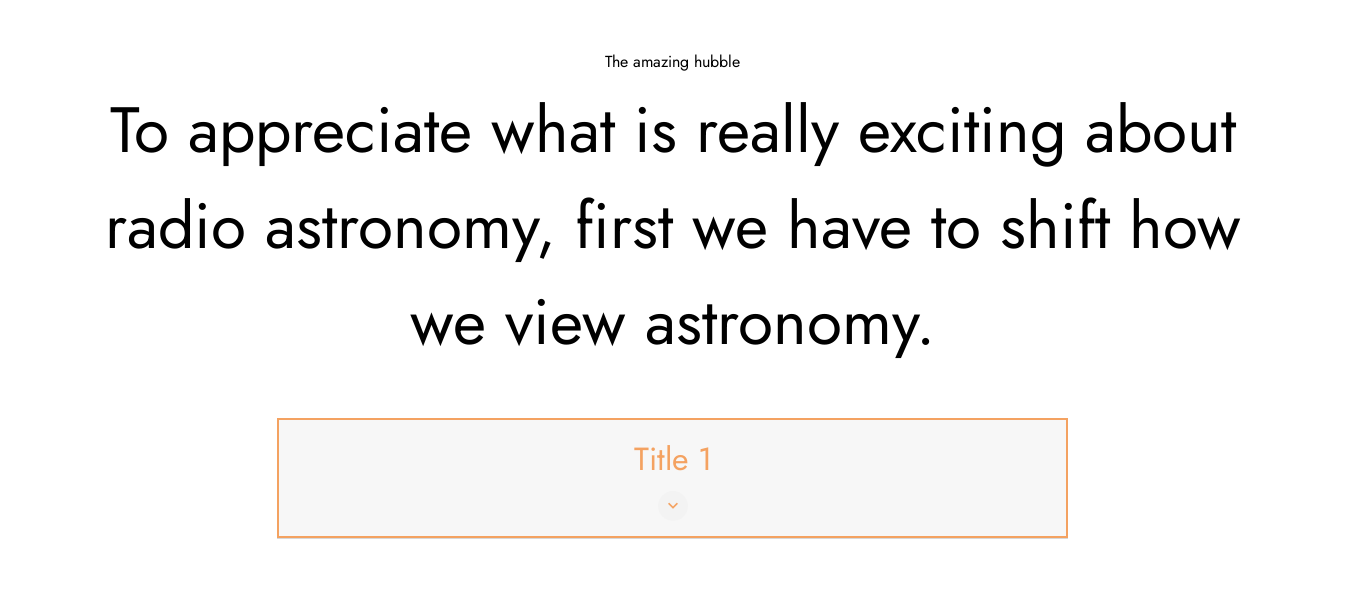 The amazing hubble
To appreciate what is really exciting about
radio astronomy, first we have to shift how
we view astronomy.
Title 1